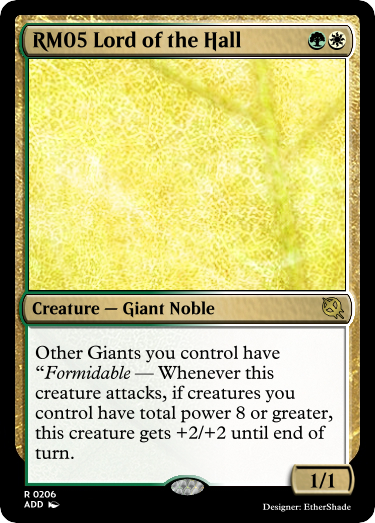 RM05 Lord of the Hall
Creature — Giant Noble
Other Giants you control have
“Formidable — Whenever this
creature attacks, if creatures you
control have total power 8 or greater,
this creature gets +2/+2 until end of
turn.
1/1
R 0206
ADD
Designer: EtherShade